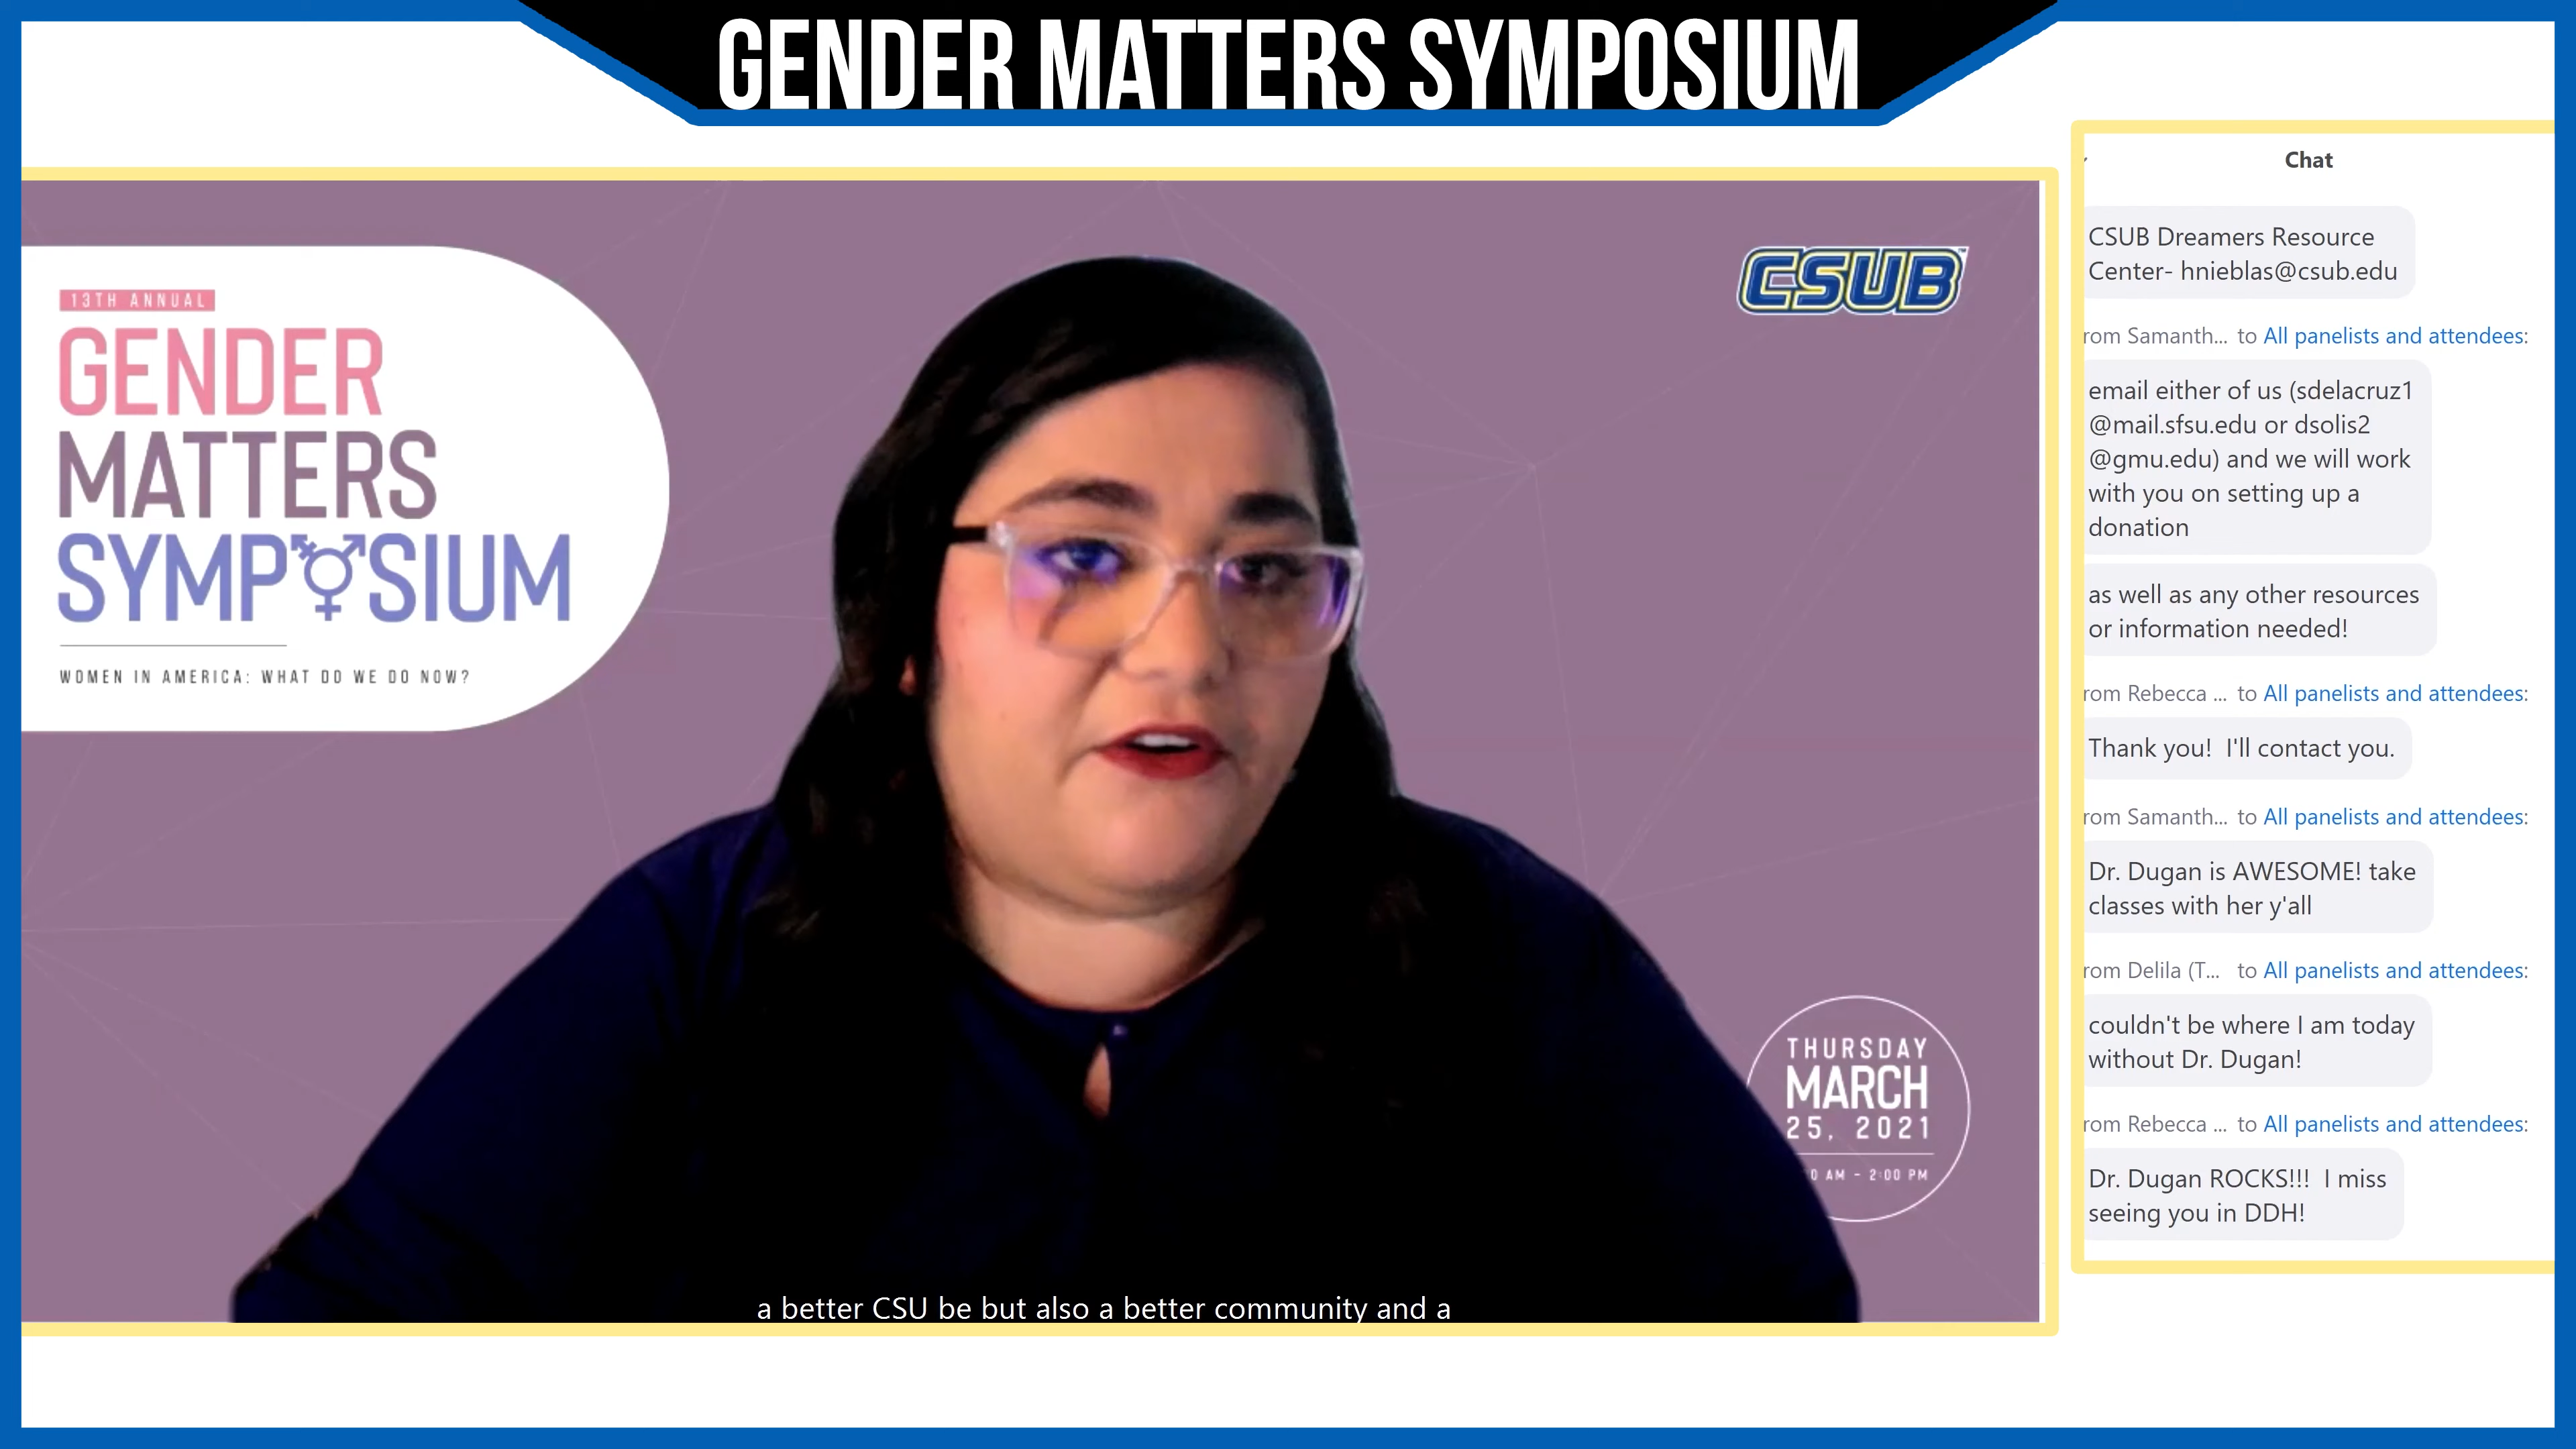 GENDER MATTERS SYMPOSIUM
13TH ANNUAL
GENDER
MATTERS
SYMPOSIUM
WOMEN IN AMERICA: WHAT DO WE DO NOW?
CSUB
THURSDAY
MARCH
25, 2021
0 AM - 2:00 PM
a better CSU be but also a better community and a
Chat
CSUB Dreamers Resource
Center- hnieblas@csub.edu
rom Samanth... to All panelists and attendees:
email either of us (sdelacruz1
@mail.sfsu.edu or dsolis2
@gmu.edu) and we will work
with you on setting up a
donation
as well as any other resources
or information needed!
rom Rebecca ... to All panelists and attendees:
Thank you!  I'll contact you.
rom Samanth... to All panelists and attendees:
Dr. Dugan is AWESOME! take
classes with her y'all
rom Delila (T... to All panelists and attendees:
couldn't be where I am today
without Dr. Dugan!
rom Rebecca ... to All panelists and attendees:
Dr. Dugan ROCKS!!!  I miss
seeing you in DDH!